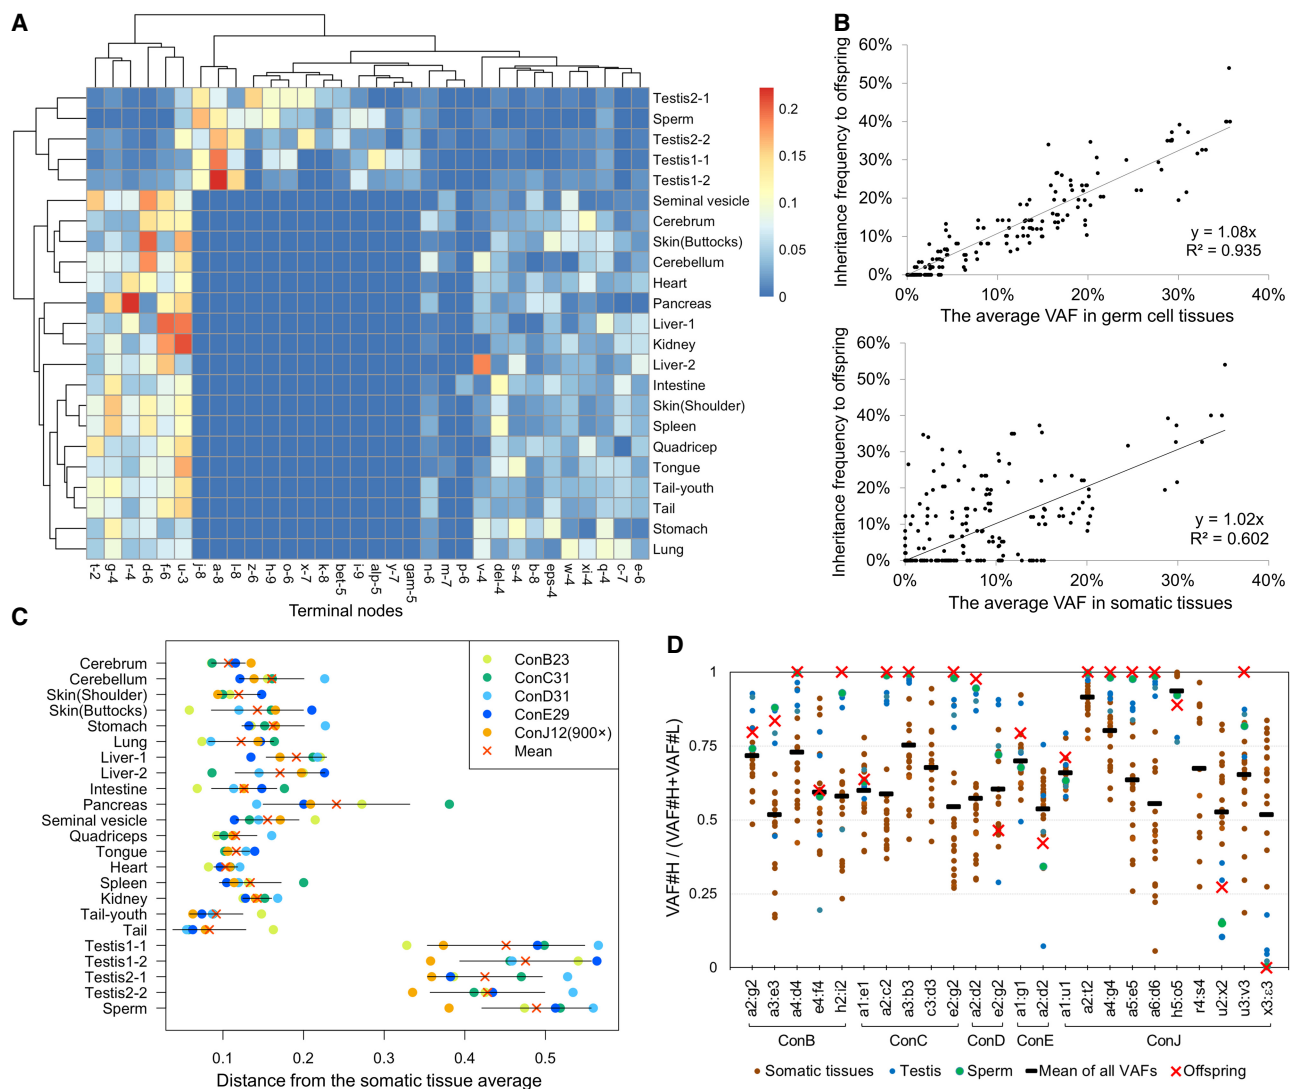 A
Testis2-1
Sperm
Testis2-2
Testis1-1
Testis1-2
Seminal vesicle
Cerebrum
Skin(Buttocks)
Cerebellum
Heart
Pancreas
Liver-1
Kidney
Liver-2
Intestine
Skin(Shoulder)
Spleen
Quadricep
Tongue
Tail-youth
Tail
Stomach
Lung
0.2
0.15
0.1
0.05
0
t-2 g-4 r-4 d-6 f-6 u-3 j-8 a-8 l-8 z-6 h-9 o-6 x-7 k-8 bet-5 i-9 alp-5 y-7 gam-5 n-6 m-7 p-6 v-4 del-4 s-4 b-8 eps-4 w-4 xi-4 q-4 c-7 e-6
Terminal nodes
B
Inheritance frequency to offspring
60%
50%
40%
30%
20%
10%
0%
y = 1.08x
R² = 0.935
0% 10% 20% 30% 40%
The average VAF in germ cell tissues
Inheritance frequency to offspring
60%
50%
40%
30%
20%
10%
0%
y = 1.02x
R² = 0.602
0% 10% 20% 30% 40%
The average VAF in somatic tissues
C
Cerebrum
Cerebellum
Skin(Shoulder)
Skin(Buttocks)
Stomach
Lung
Liver-1
Liver-2
Intestine
Pancreas
Seminal vesicle
Quadriceps
Tongue
Heart
Spleen
Kidney
Tail-youth
Tail
Testis1-1
Testis1-2
Testis2-1
Testis2-2
Sperm
ConB23
ConC31
ConD31
ConE29
ConJ12(900×)
Mean
0.1 0.2 0.3 0.4 0.5
Distance from the somatic tissue average
D
VAF#H / (VAF#H+VAF#L)
1
0.75
0.5
0.25
0
a2:g2 a3:e3 a4:d4 e4:f4 h2:i2 a1:e1 a2:c2 a3:b3 c3:d3 e2:g2 a2:d2 e2:g2 a1:g1 a2:d2 a1:u1 a2:t2 a4:g4 a5:e5 a6:d6 h5:o5 r4:s4 u2:x2 u3:v3 x3:ε3
ConB ConC ConD ConE ConJ
Somatic tissues Testis Sperm Mean of all VAFs Offspring